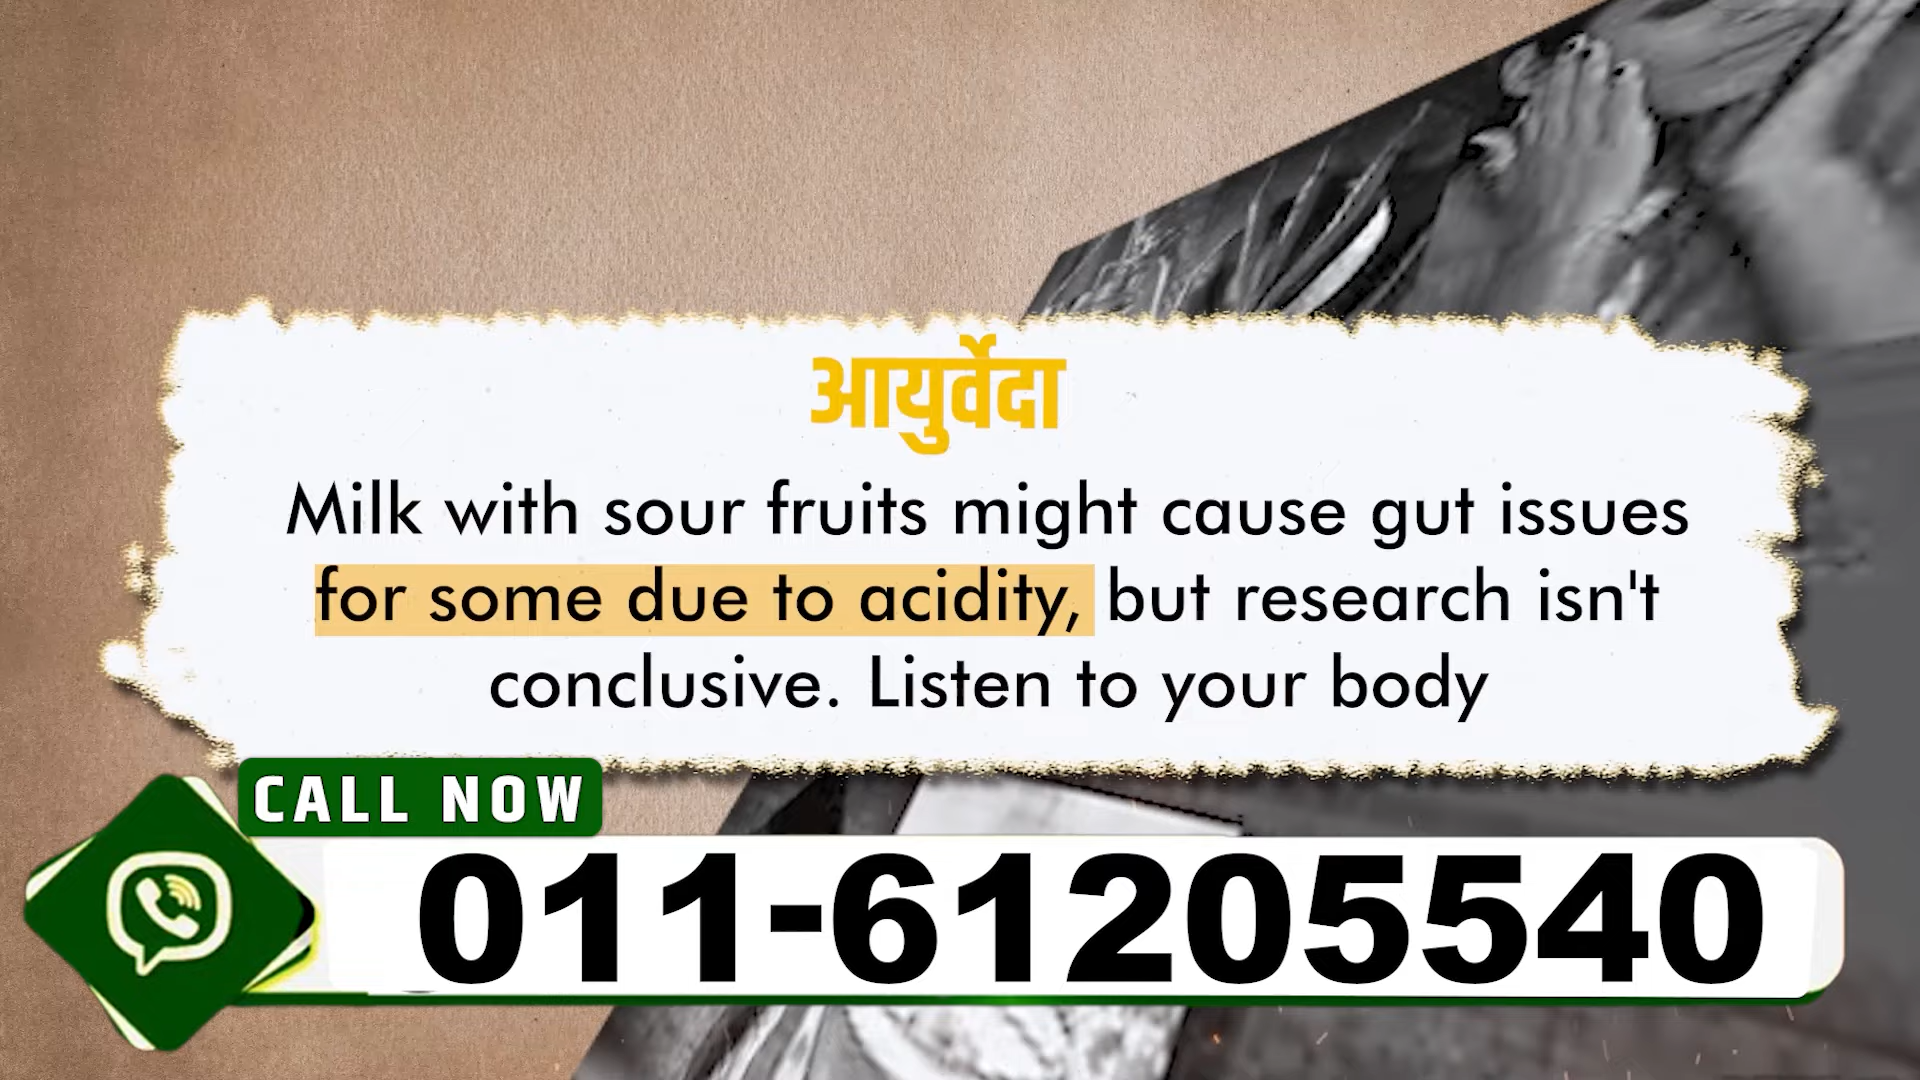 आयुर्वेदा
Milk with sour fruits might cause gut issues
for some due to acidity, but research isn't
conclusive. Listen to your body
CALL NOW
011-61205540